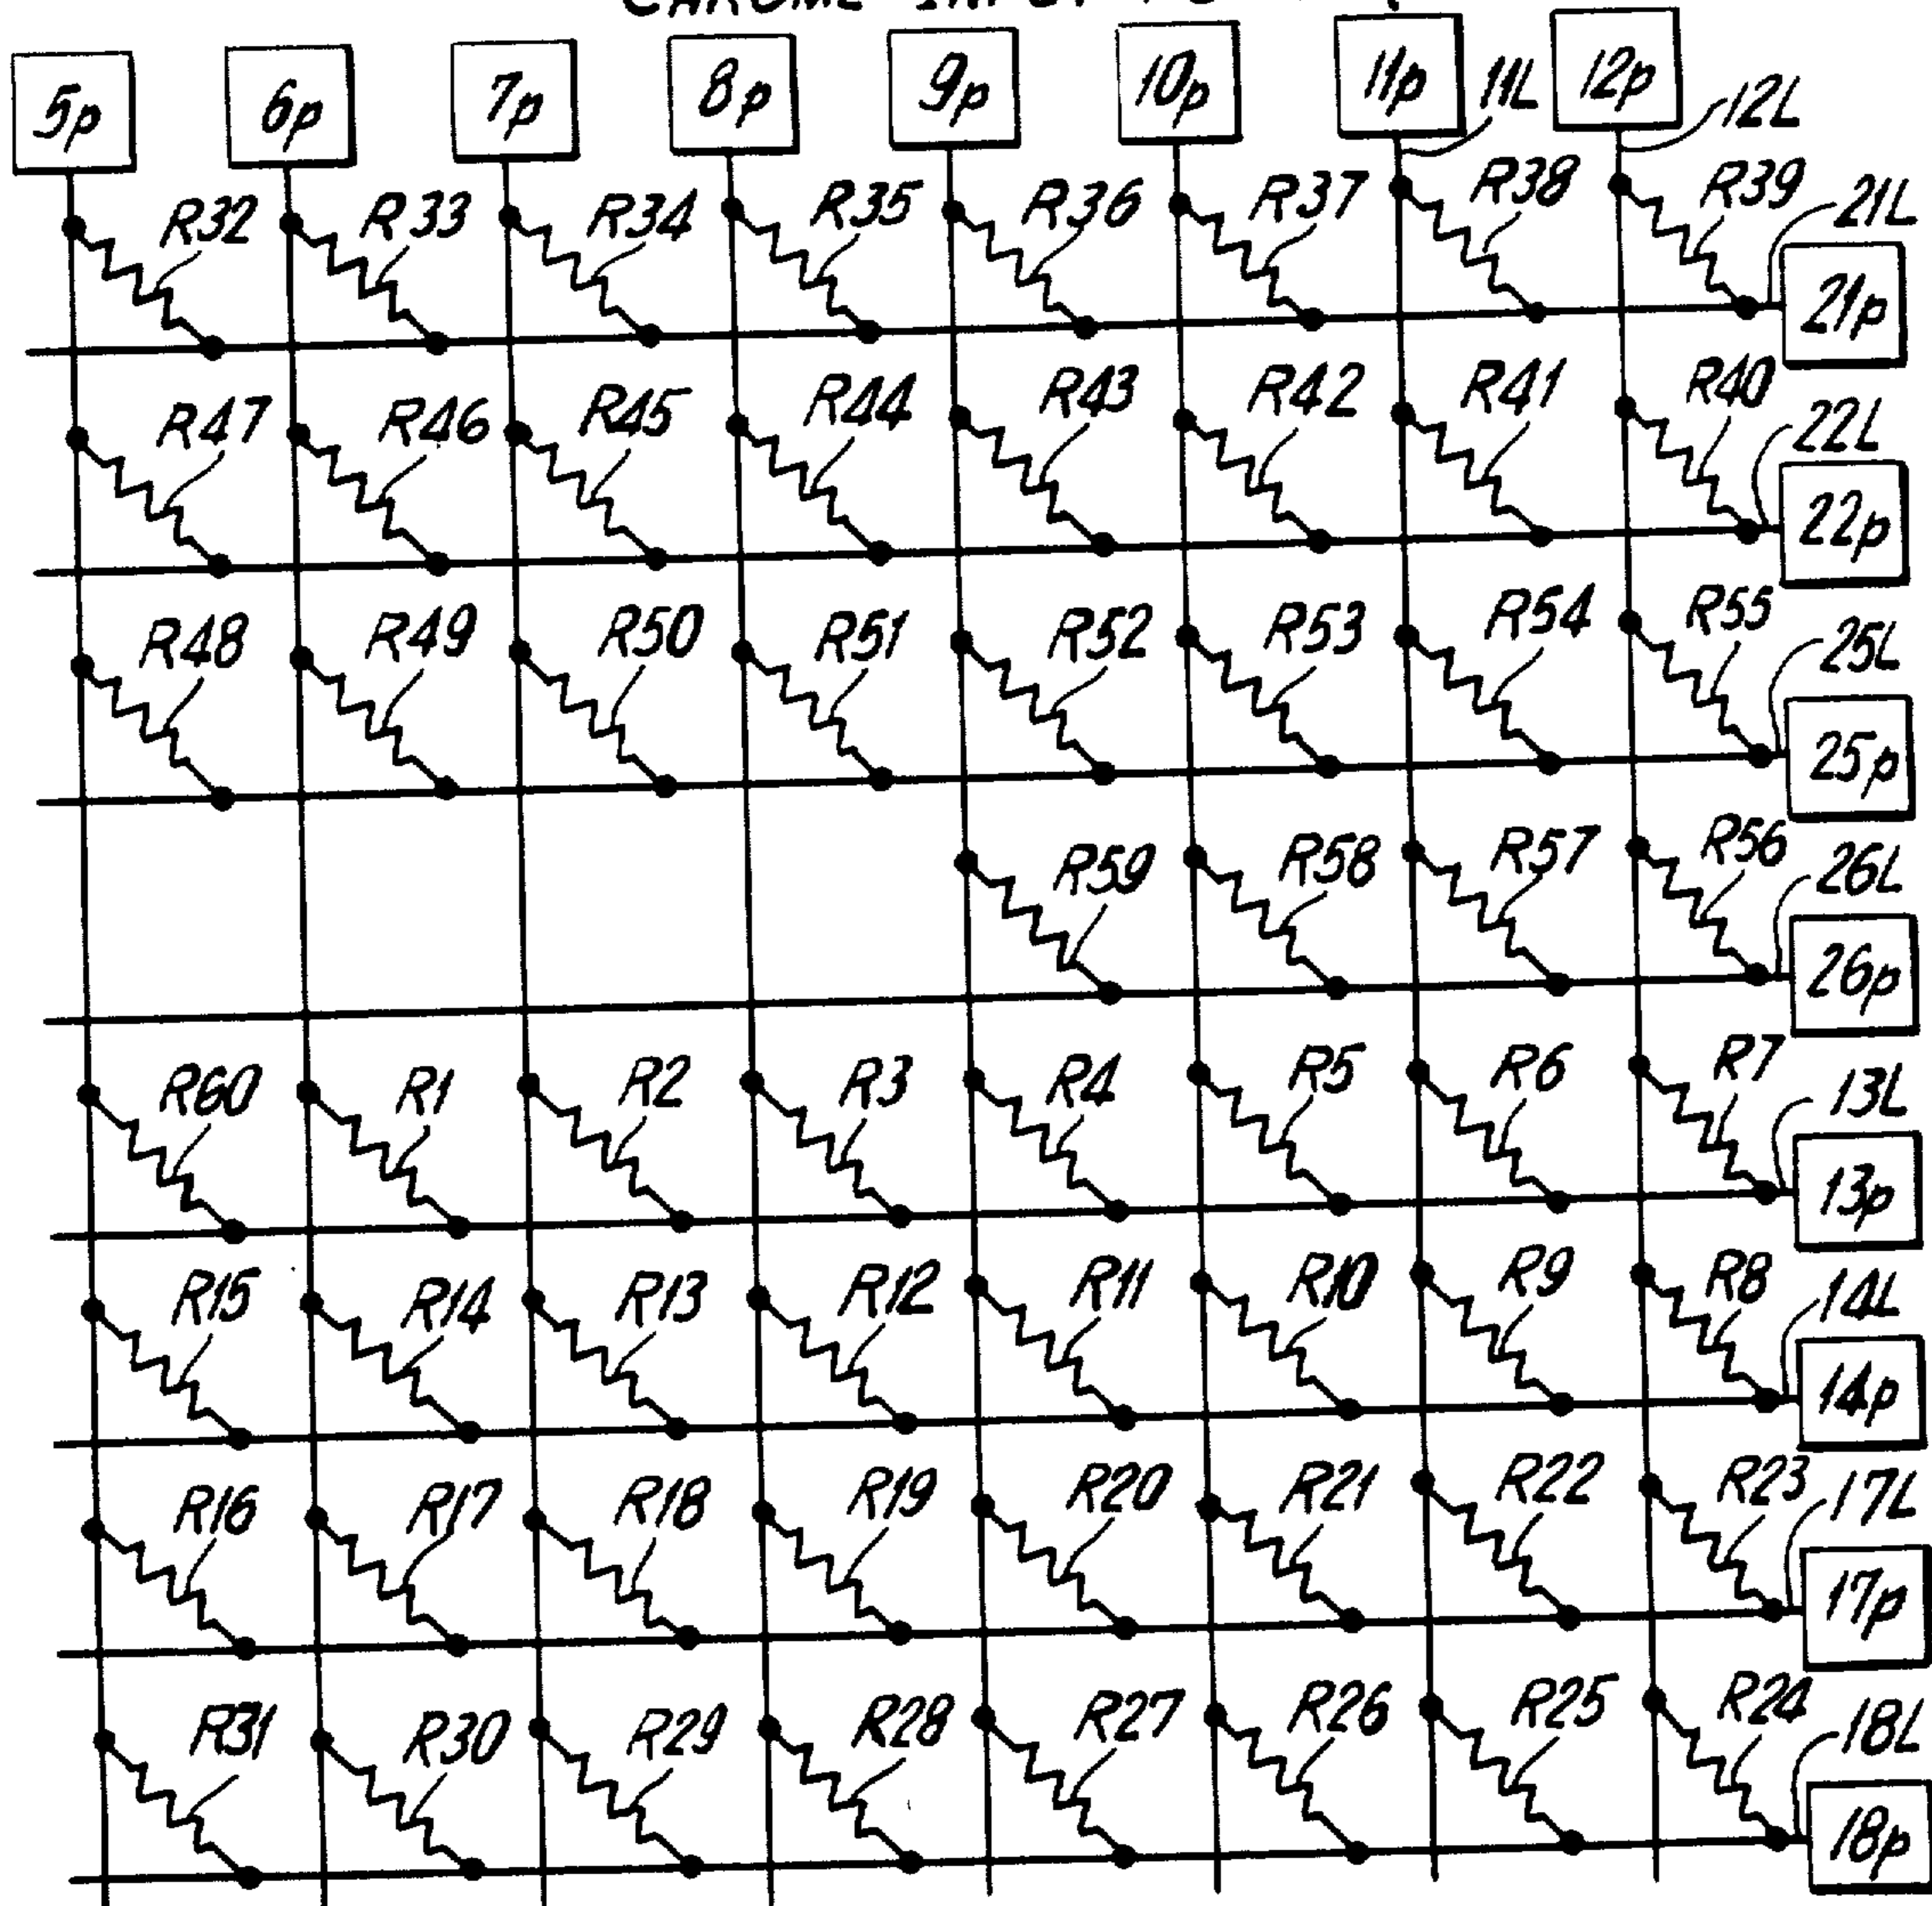 5p 6p 7p 8p 9p 10p 11p 11L 12p 12L
R32 R33 R34 R35 R36 R37 R38 R39 21L
21p
R47 R46 R45 R44 R43 R42 R41 R40 22L
22p
R48 R49 R50 R51 R52 R53 R54 R55 25L
25p
R59 R58 R57 R56 26L
26p
R60 R1 R2 R3 R4 R5 R6 R7 13L
13p
R15 R14 R13 R12 R11 R10 R9 R8 14L
14p
R16 R17 R18 R19 R20 R21 R22 R23 17L
17p
R31 R30 R29 R28 R27 R26 R25 R24 18L
18p